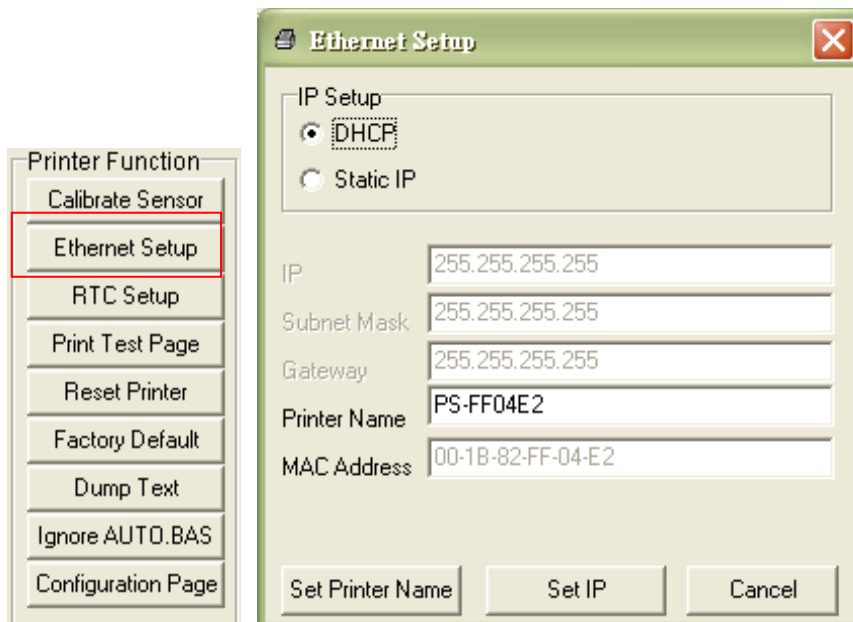 Printer Function
Calibrate Sensor
Ethernet Setup
RTC Setup
Print Test Page
Reset Printer
Factory Default
Dump Text
Ignore AUTO.BAS
Configuration Page
Ethernet Setup
IP Setup
DHCP
Static IP
IP 255.255.255.255
Subnet Mask 255.255.255.255
Gateway 255.255.255.255
Printer Name PS-FF04E2
MAC Address 00-1B-82-FF-04-E2
Set Printer Name Set IP Cancel